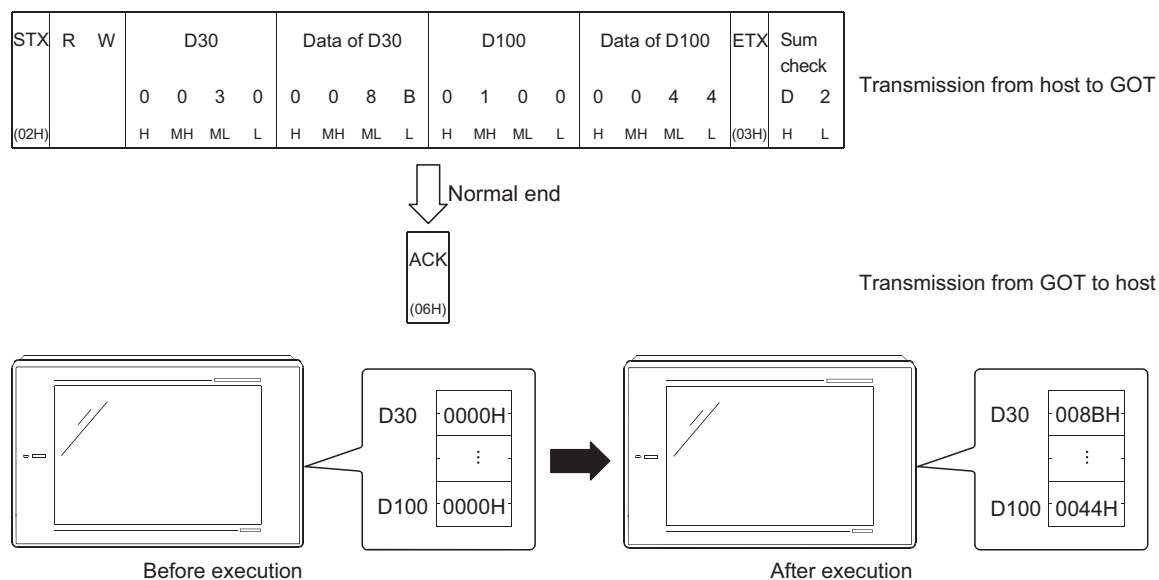 STX R W D30 Data of D30 D100 Data of D100 ETX Sum check
0 0 3 0 0 0 8 B 0 1 0 0 0 0 4 4 D 2
(02H) H MH ML L H MH ML L H MH ML L H MH ML L (03H) H L
Transmission from host to GOT
Normal end
ACK
(06H)
Transmission from GOT to host
D30 0000H
⋮
D100 0000H
D30 008BH
⋮
D100 0044H
Before execution
After execution